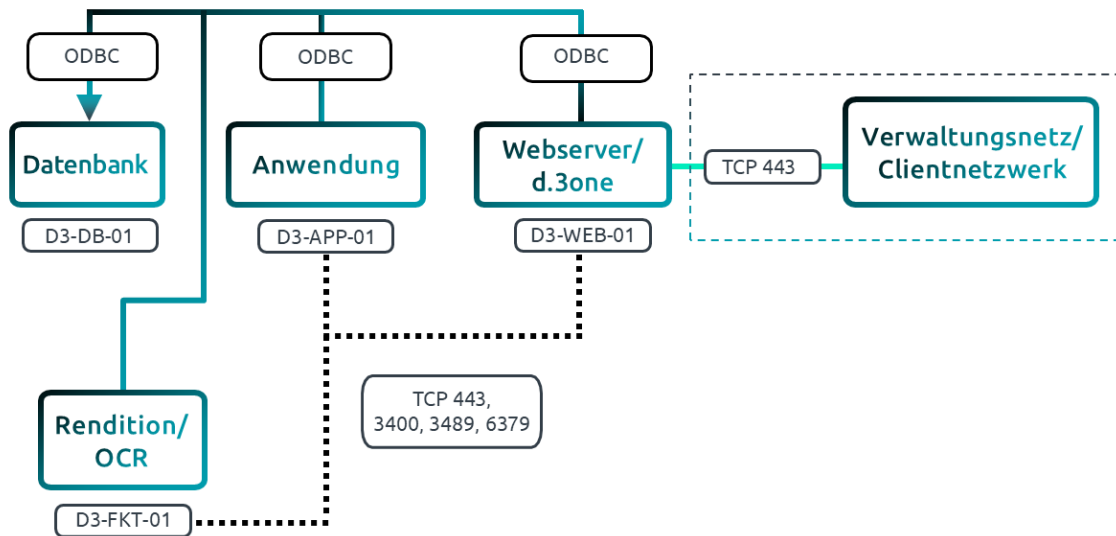 ODBC
ODBC
ODBC
Datenbank
Anwendung
Webserver/
d.3one
TCP 443
Verwaltungsnetz/
Clientnetzwerk
D3-DB-01
D3-APP-01
D3-WEB-01
TCP 443,
3400, 3489, 6379
Rendition/
OCR
D3-FKT-01